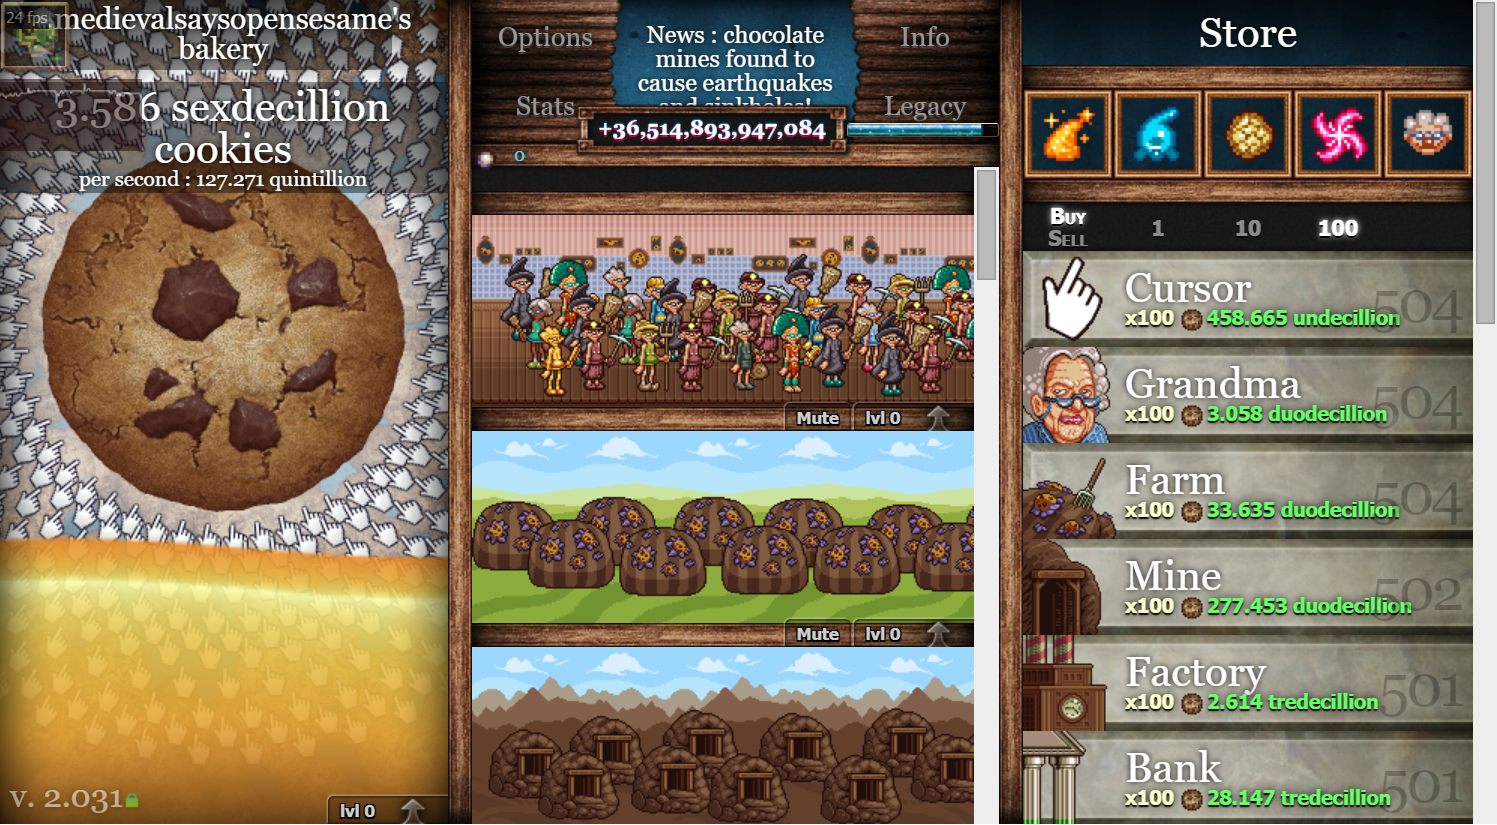 24 fps
medievalsaysopensesame's
bakery
3.586 sexdecillion
cookies
per second : 127.271 quintillion
v. 2.031
lvl 0
Options
Stats
News : chocolate
mines found to
cause earthquakes
and sinkholes!
Info
Legacy
+36,514,893,947,084
0
Mute
lvl 0
Mute
lvl 0
Store
Buy
Sell
1
10
100
Cursor
x100 458.665 undecillion
504
Grandma
x100 3.058 duodecillion
504
Farm
x100 33.635 duodecillion
504
Mine
x100 277.453 duodecillion
502
Factory
x100 2.614 tredecillion
501
Bank
x100 28.147 tredecillion
501